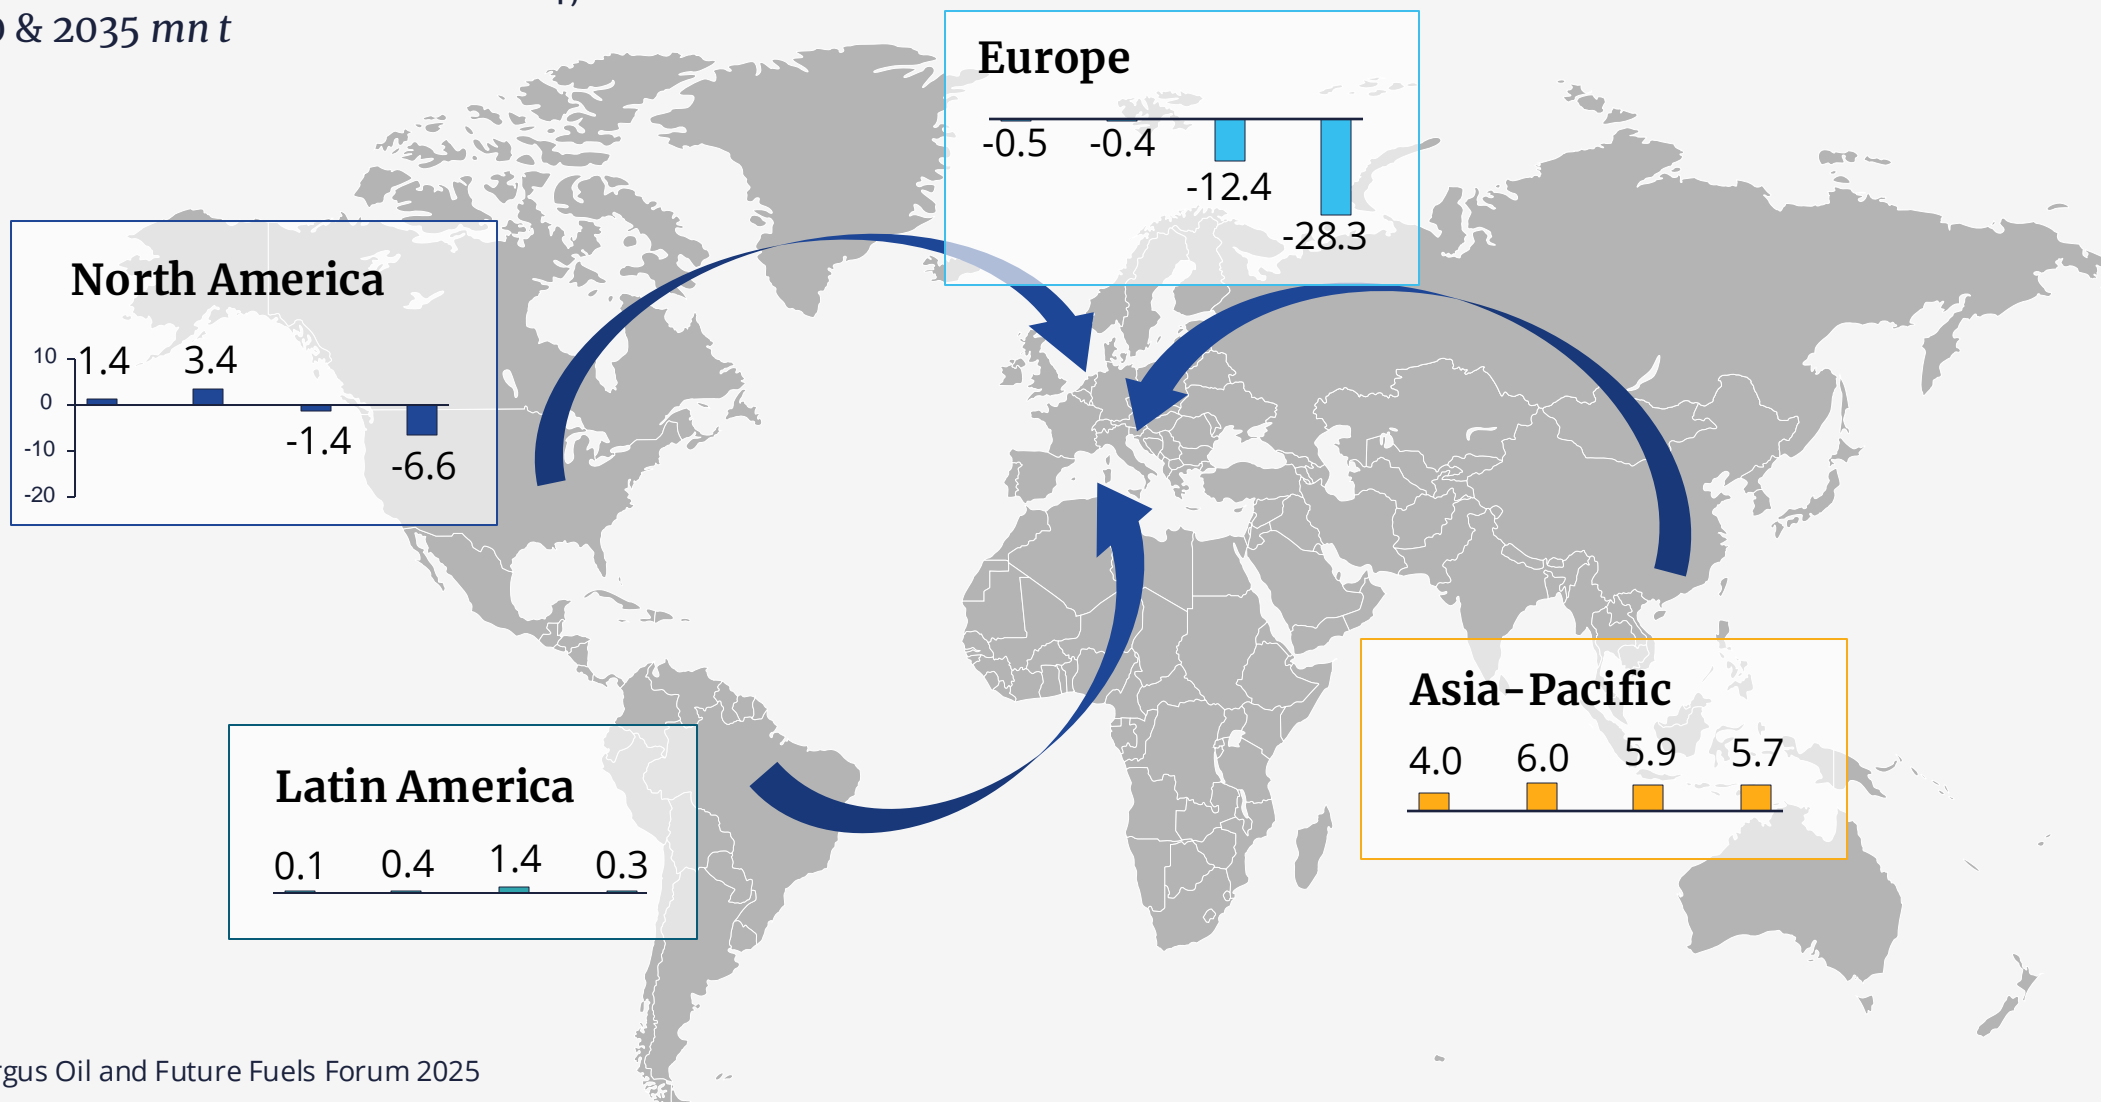 & 2035 mn t
Europe
-0.5 -0.4 -12.4 -28.3
North America
10
0
-10
-20
1.4 3.4 -1.4 -6.6
Asia-Pacific
4.0 6.0 5.9 5.7
Latin America
0.1 0.4 1.4 0.3
rgus Oil and Future Fuels Forum 2025